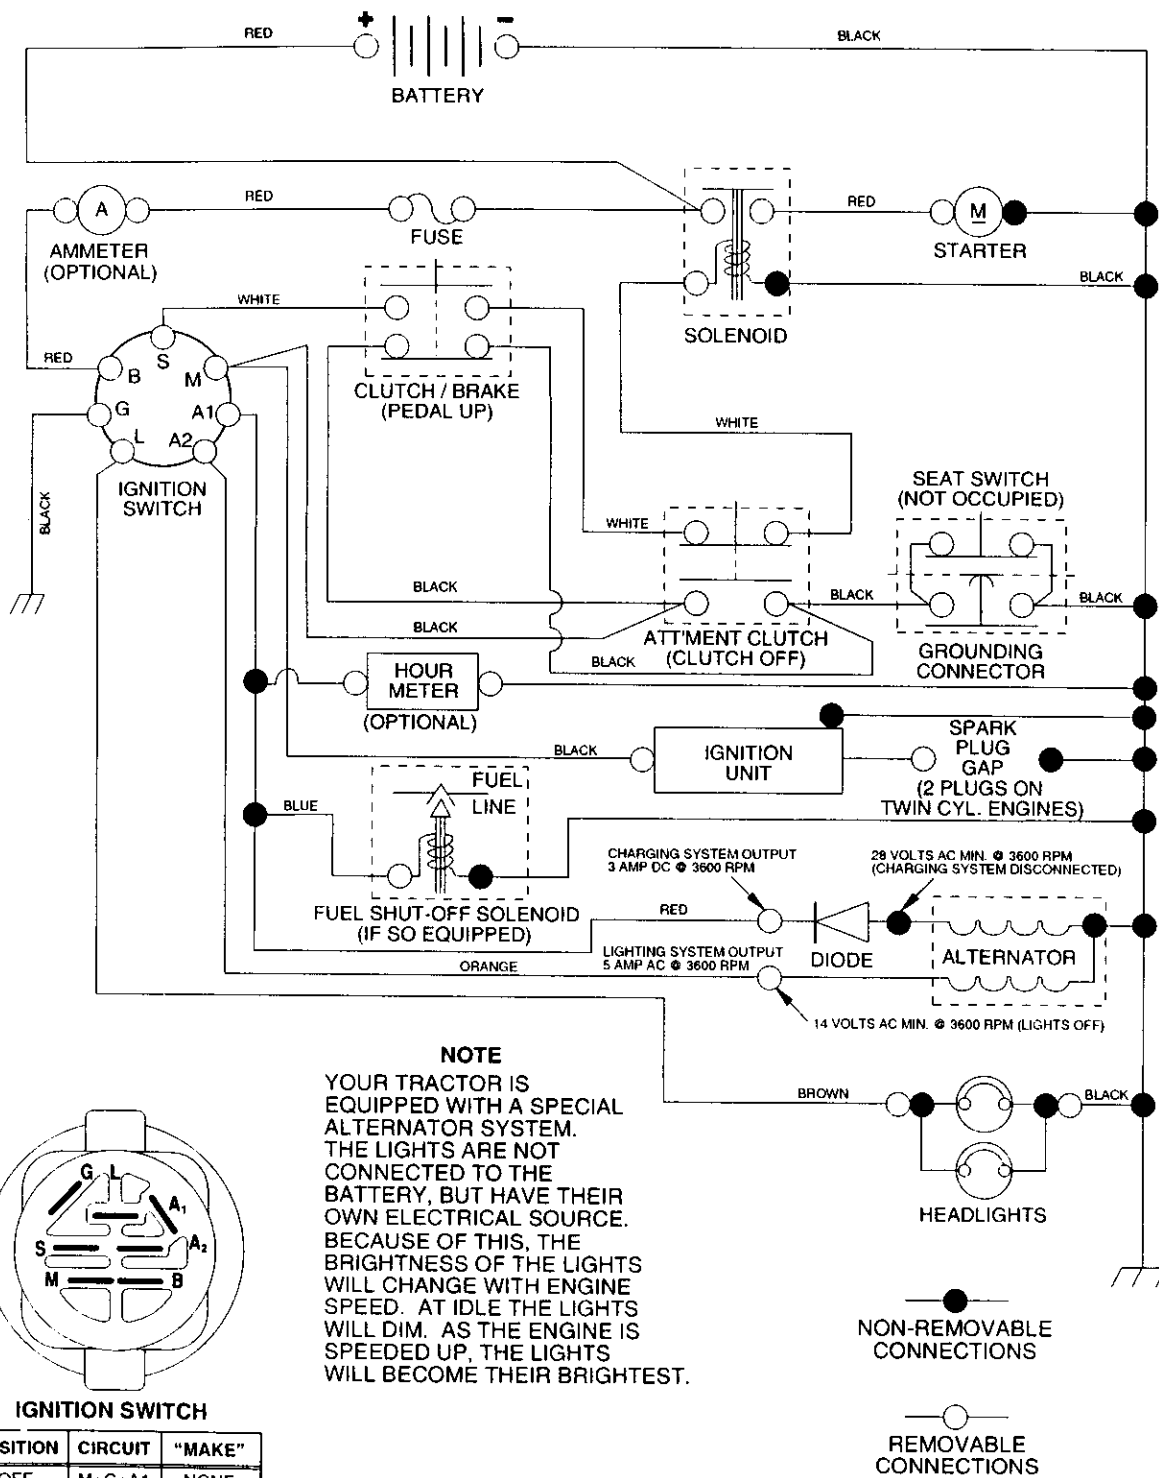 + -
RED
BLACK
BATTERY
RED
RED
A
M
AMMETER
(OPTIONAL)
FUSE
STARTER
WHITE
BLACK
SOLENOID
RED
S
B
M
G
A1
L
A2
CLUTCH / BRAKE
(PEDAL UP)
WHITE
IGNITION
SWITCH
BLACK
SEAT SWITCH
(NOT OCCUPIED)
WHITE
BLACK
BLACK
BLACK
BLACK
ATT'MENT CLUTCH
(CLUTCH OFF)
BLACK
GROUNDING
CONNECTOR
HOUR
METER
(OPTIONAL)
BLACK
IGNITION
UNIT
SPARK
PLUG
GAP
(2 PLUGS ON
TWIN CYL. ENGINES)
FUEL
LINE
BLUE
CHARGING SYSTEM OUTPUT
3 AMP DC @ 3600 RPM
28 VOLTS AC MIN. @ 3600 RPM
(CHARGING SYSTEM DISCONNECTED)
FUEL SHUT-OFF SOLENOID
(IF SO EQUIPPED)
RED
DIODE
ALTERNATOR
LIGHTING SYSTEM OUTPUT
5 AMP AC @ 3600 RPM
ORANGE
14 VOLTS AC MIN. @ 3600 RPM (LIGHTS OFF)
NOTE
YOUR TRACTOR IS
EQUIPPED WITH A SPECIAL
ALTERNATOR SYSTEM.
THE LIGHTS ARE NOT
CONNECTED TO THE
BATTERY, BUT HAVE THEIR
OWN ELECTRICAL SOURCE.
BECAUSE OF THIS, THE
BRIGHTNESS OF THE LIGHTS
WILL CHANGE WITH ENGINE
SPEED. AT IDLE THE LIGHTS
WILL DIM. AS THE ENGINE IS
SPEEDED UP, THE LIGHTS
WILL BECOME THEIR BRIGHTEST.
BROWN
BLACK
HEADLIGHTS
G L
A1
S
A2
M B
IGNITION SWITCH
SITION CIRCUIT "MAKE"
OFF M+G+A1 NONE
NON-REMOVABLE
CONNECTIONS
REMOVABLE
CONNECTIONS